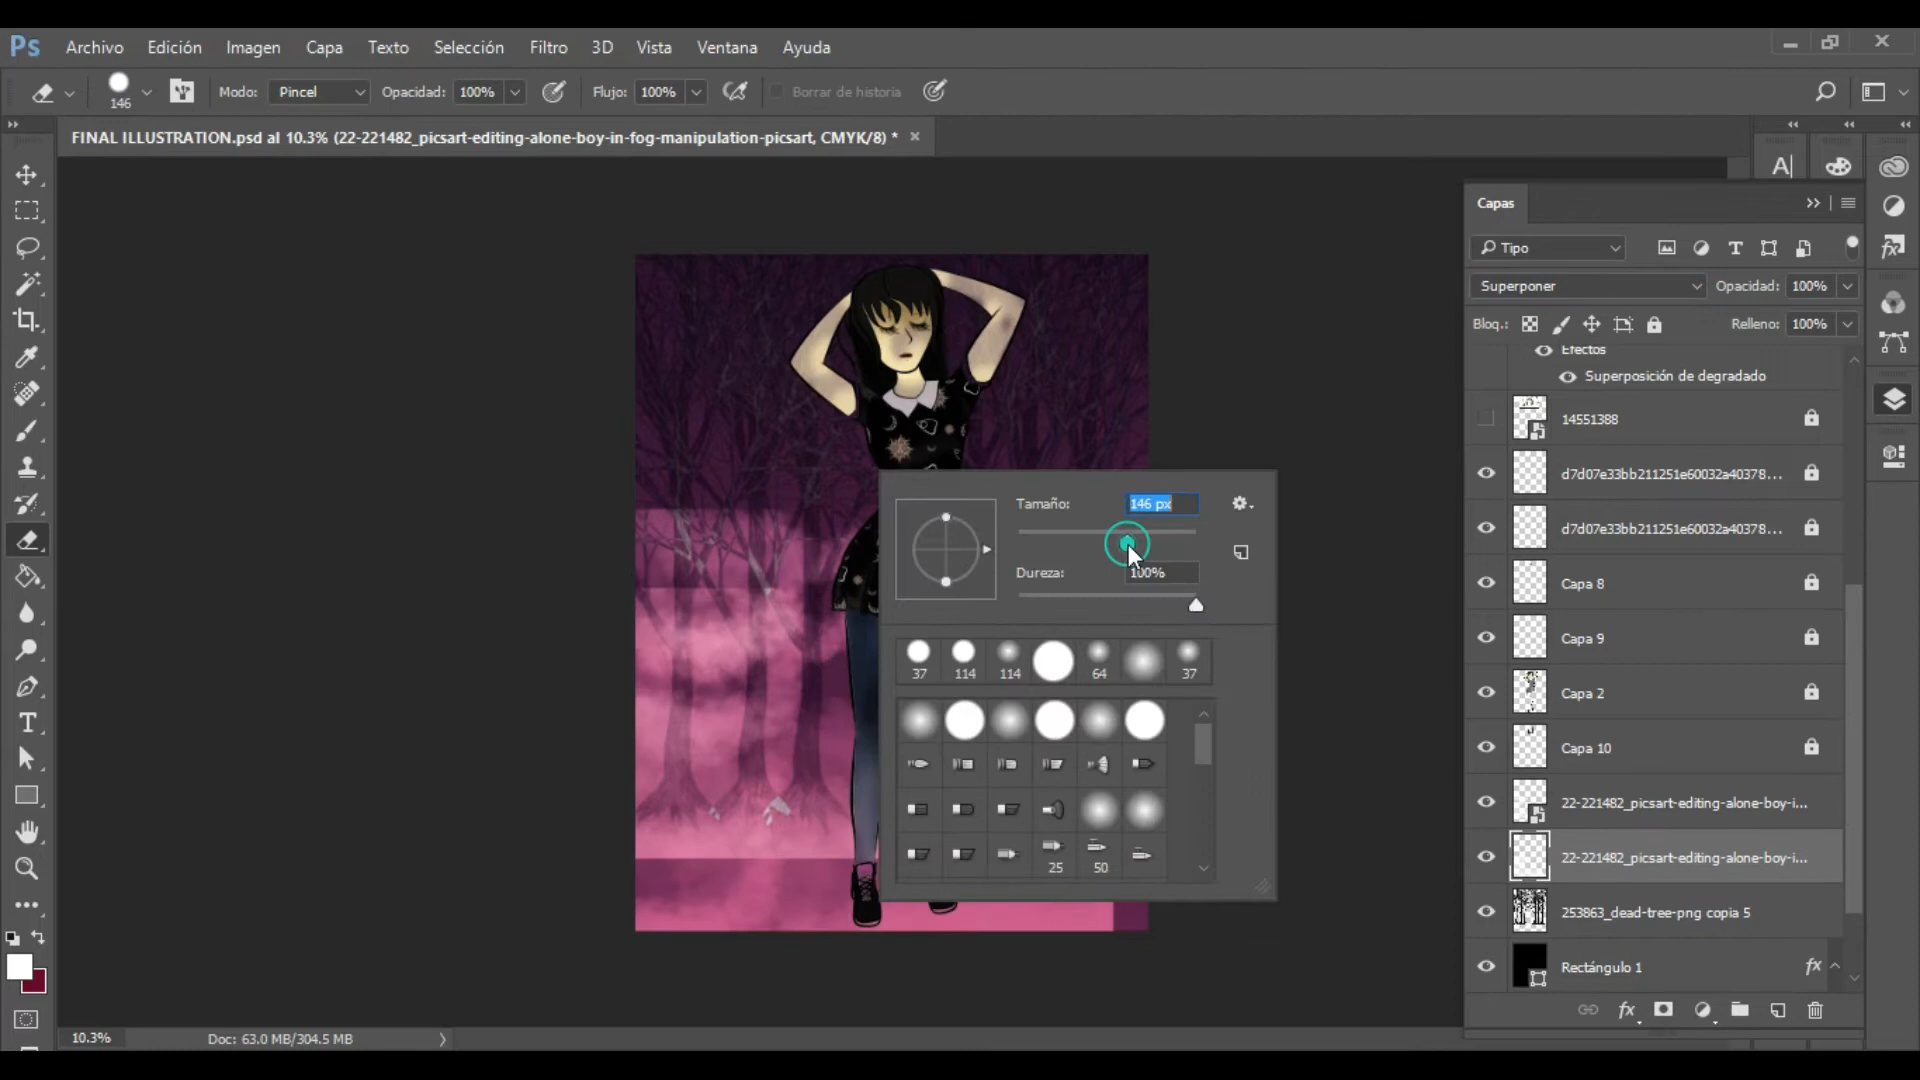 Ps Archivo Edición Imagen Capa Texto Selección Filtro 3D Vista Ventana Ayuda
146 Modo: Pincel Opacidad: 100% Flujo: 100% Borrar de historia
FINAL ILLUSTRATION.psd al 10.3% (22-221482_picsart-editing-alone-boy-in-fog-manipulation-picsart, CMYK/8) *
Capas
Tipo
Superponer Opacidad: 100%
Bloq.: Relleno: 100%
Efectos
Superposición de degradado
14551388
d7d07e33bb211251e60032a40378...
d7d07e33bb211251e60032a40378...
Capa 8
Capa 9
Capa 2
Capa 10
22-221482_picsart-editing-alone-boy-i...
22-221482_picsart-editing-alone-boy-i...
253863_dead-tree-png copia 5
Rectángulo 1 fx
Tamaño: 146 px
Dureza: 100%
37 114 114 64 37
25 50
10.3% Doc: 63.0 MB/304.5 MB